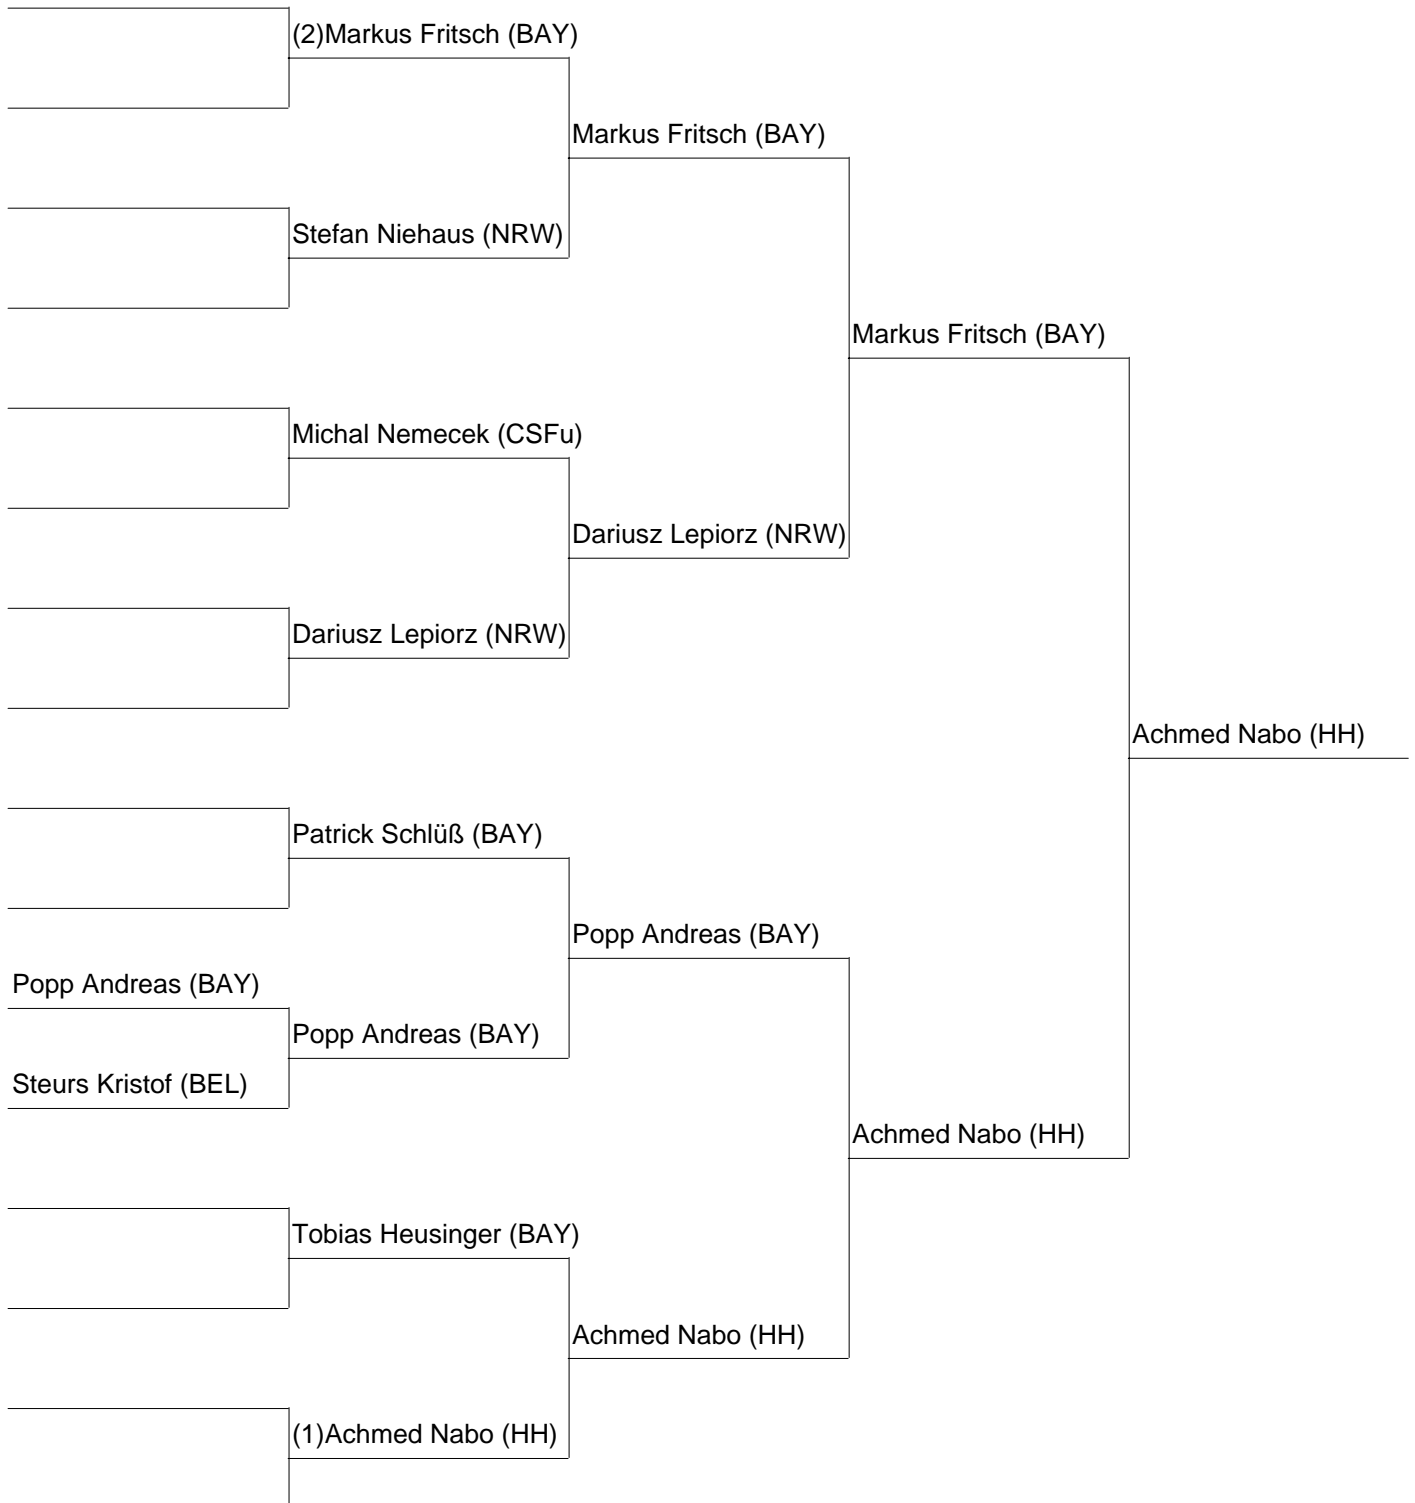 (2)Markus Fritsch (BAY)
Markus Fritsch (BAY)
Stefan Niehaus (NRW)
Markus Fritsch (BAY)
Michal Nemecek (CSFu)
Dariusz Lepiorz (NRW)
Dariusz Lepiorz (NRW)
Achmed Nabo (HH)
Patrick Schlüß (BAY)
Popp Andreas (BAY)
Popp Andreas (BAY)
Popp Andreas (BAY)
Steurs Kristof (BEL)
Achmed Nabo (HH)
Tobias Heusinger (BAY)
Achmed Nabo (HH)
(1)Achmed Nabo (HH)